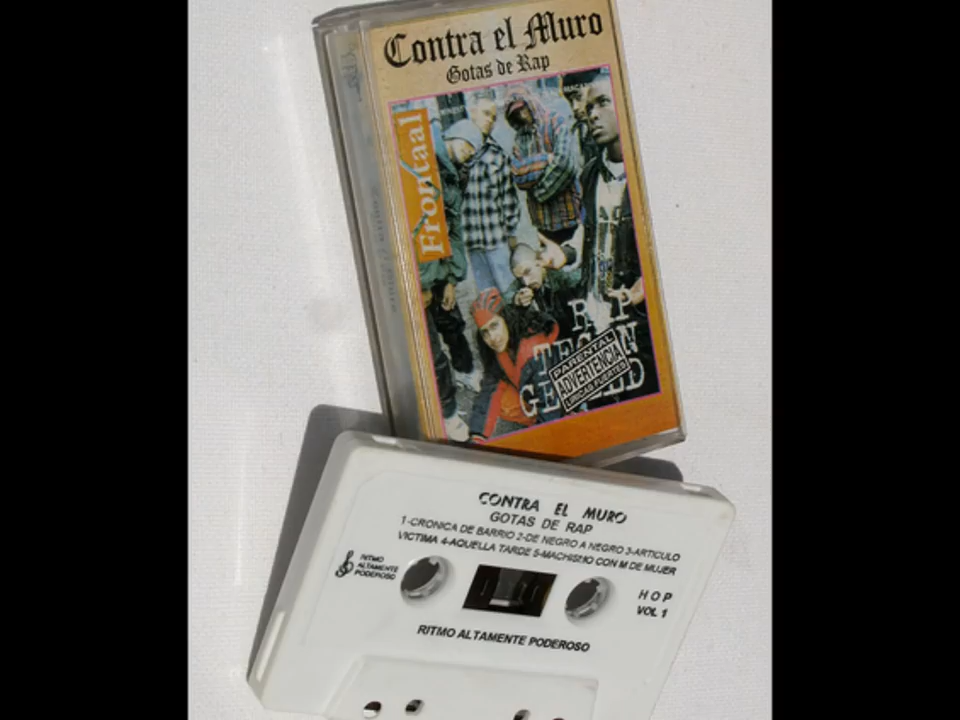 Contra el Muro
Gotas de Rap
Frontaal
RAP
GEWELD
PARENTAL
ADVERTENCIA
LIRICAS FUERTES
CONTRA EL MURO
GOTAS DE RAP
1-CRONICA DE BARRIO 2-DE NEGRO A NEGRO 3-ARTICULO
VICTIMA 4-AQUELLA TARDE 5-MACHISMO CON M DE MUJER
RITMO
ALTAMENTE
PODEROSO
H O P
VOL 1
RITMO ALTAMENTE PODEROSO